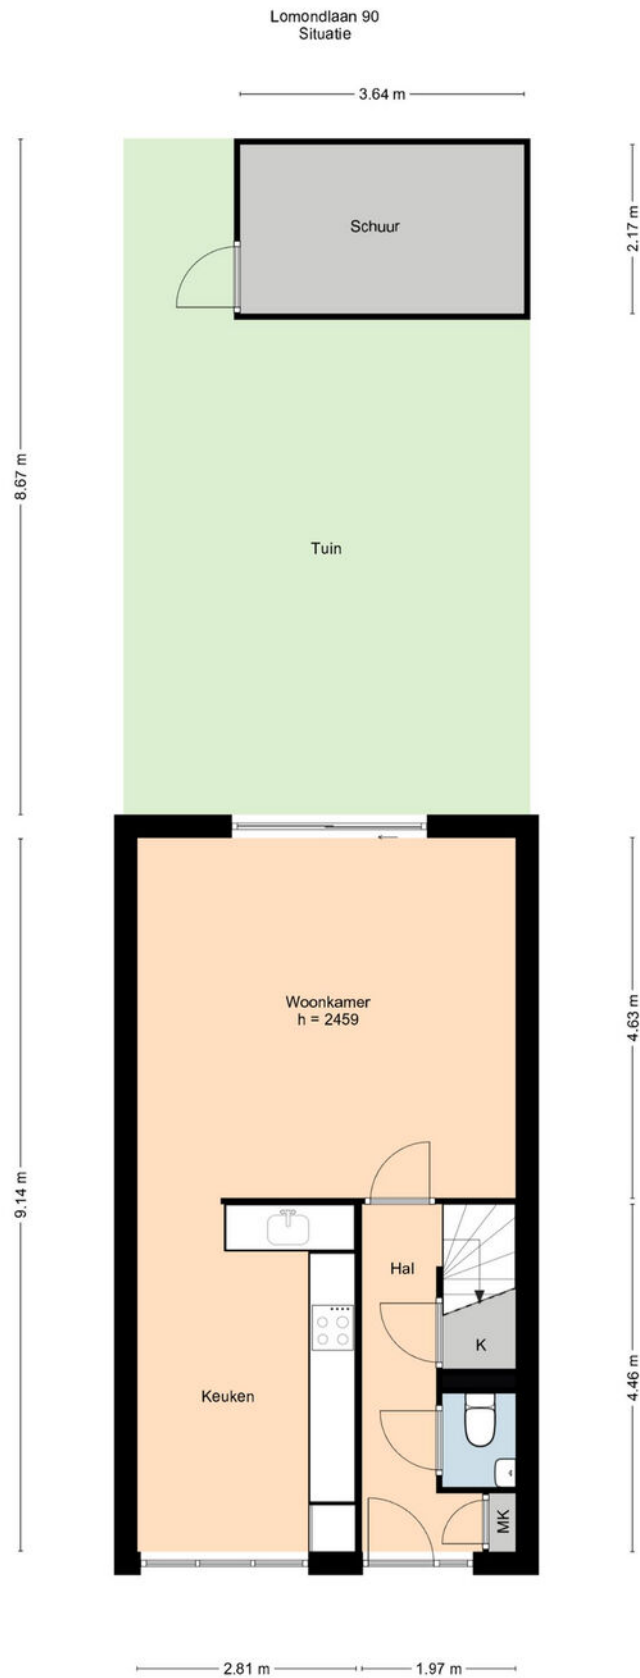 Lomondlaan 90
Situatie
3.64 m
Schuur
2.17 m
8.67 m
Tuin
Woonkamer
h = 2459
4.63 m
9.14 m
Hal
K
Keuken
4.46 m
MK
2.81 m
1.97 m